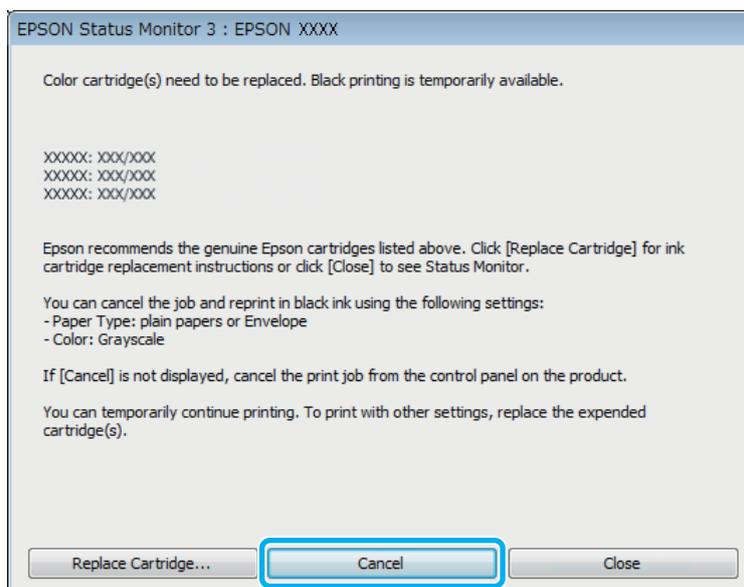 EPSON Status Monitor 3 : EPSON XXXX
Color cartridge(s) need to be replaced. Black printing is temporarily available.
XXXXX: XXX/XXX
XXXXX: XXX/XXX
XXXXX: XXX/XXX
Epson recommends the genuine Epson cartridges listed above. Click [Replace Cartridge] for ink
cartridge replacement instructions or click [Close] to see Status Monitor.
You can cancel the job and reprint in black ink using the following settings:
- Paper Type: plain papers or Envelope
- Color: Grayscale
If [Cancel] is not displayed, cancel the print job from the control panel on the product.
You can temporarily continue printing. To print with other settings, replace the expended
cartridge(s).
Replace Cartridge... Cancel Close